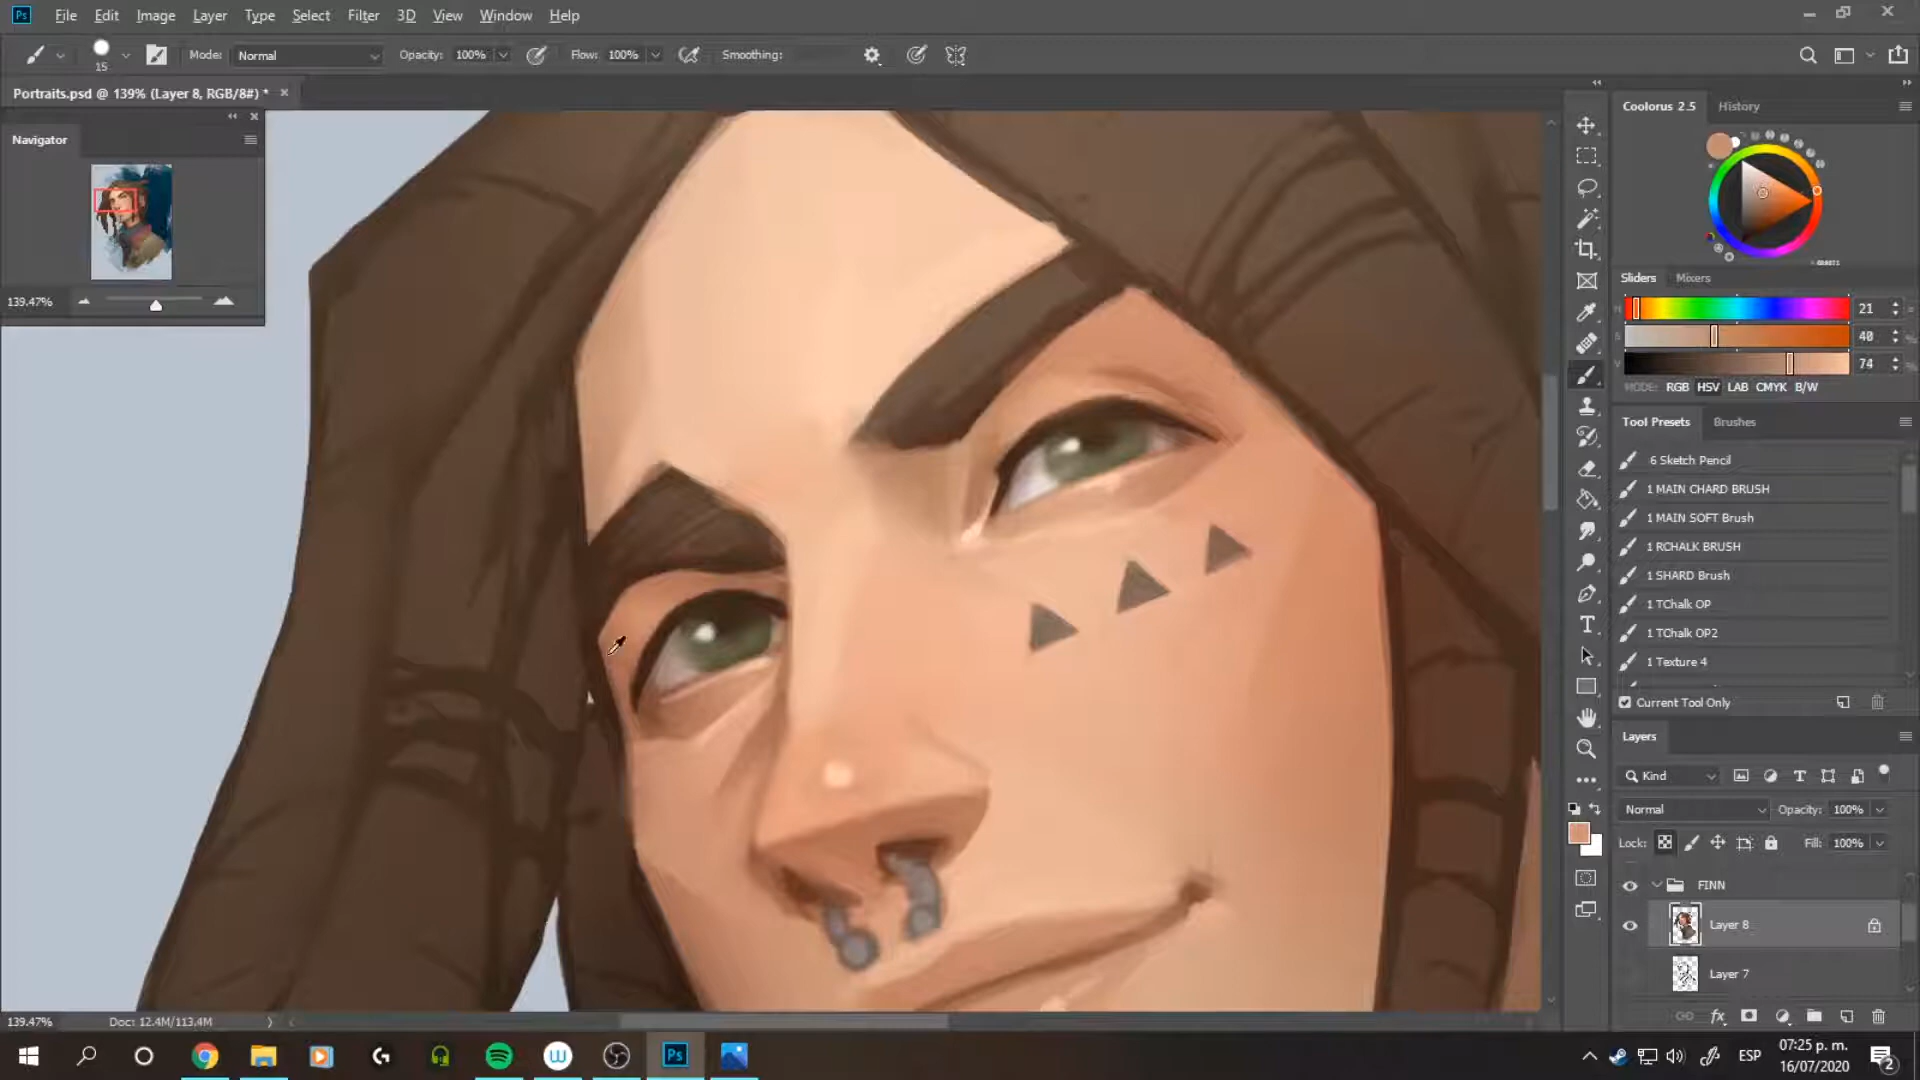 Ps File Edit Image Layer Type Select Filter 3D View Window Help
15 Mode: Normal Opacity: 100% Flow: 100% Smoothing:
Portraits.psd @ 139% (Layer 8, RGB/8#) * ×
Navigator
139.47%
Coolorus 2.5 History
Sliders Mixers
H 21
S 40
V 74
MODE: RGB HSV LAB CMYK B/W
Tool Presets Brushes
6 Sketch Pencil
1 MAIN CHARD BRUSH
1 MAIN SOFT Brush
1 RCHALK BRUSH
1 SHARD Brush
1 TChalk OP
1 TChalk OP2
1 Texture 4
Current Tool Only
Layers
Kind
Normal Opacity: 100%
Lock: Fill: 100%
FINN
Layer 8
Layer 7
fx
139.47% Doc: 12.4M/113.4M
Ps ESP 07:25 p. m.
16/07/2020
2